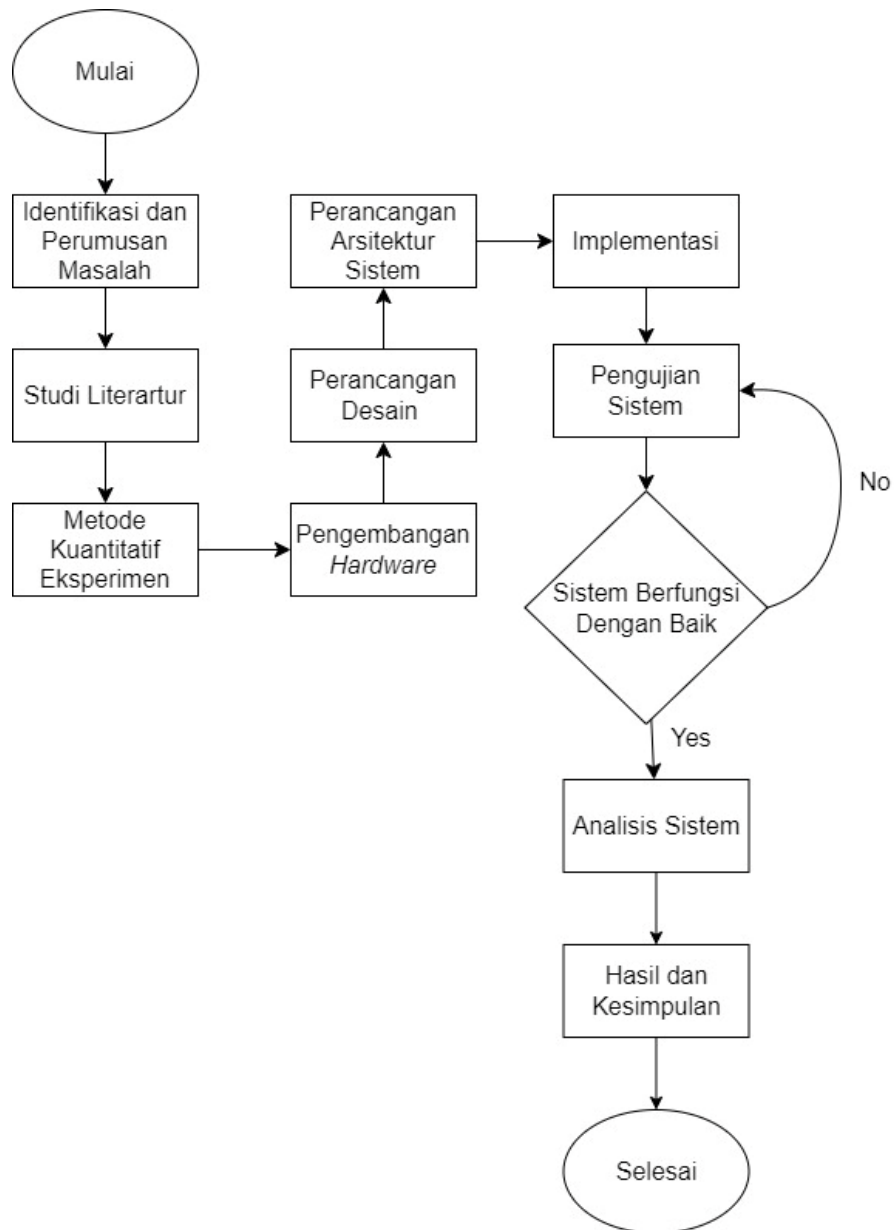 Mulai
Identifikasi dan
Perumusan
Masalah
Studi Literartur
Metode
Kuantitatif
Eksperimen
Pengembangan
Hardware
Perancangan
Desain
Perancangan
Arsitektur
Sistem
Implementasi
Pengujian
Sistem
No
Sistem Berfungsi
Dengan Baik
Yes
Analisis Sistem
Hasil dan
Kesimpulan
Selesai